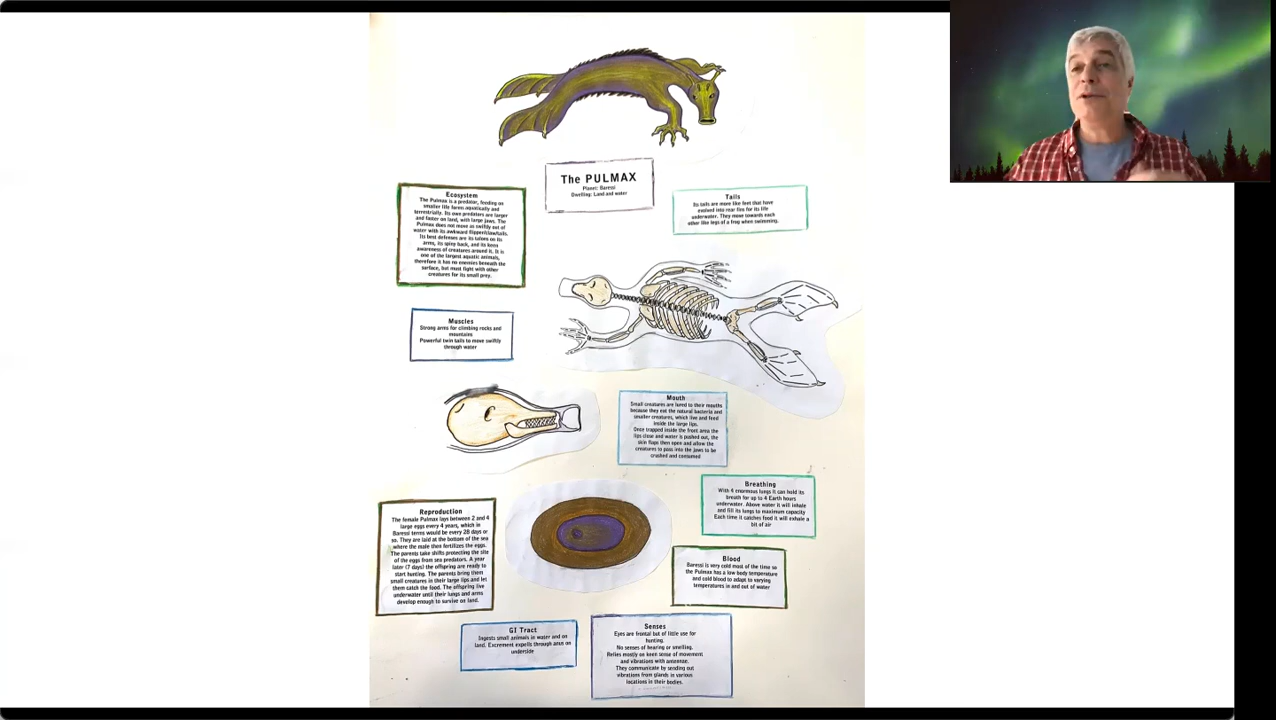 The PULMAX
Planet: Baressi
Dwelling: Land and water
Ecosystem
The Pulmax is a predator, feeding on
smaller life forms aquatically and
terrestrially. Its own predators are larger
and faster on land, with large jaws. The
Pulmax does not move as swiftly out of
water with its awkward flipper/claw/tails.
Its best defenses are its talons on its
arms, its spiny back, and its keen
awareness of creatures around it. It is
one of the largest aquatic animals,
therefore it has no enemies beneath the
surface, but must fight with other
creatures for its small prey.
Tails
Its tails are more like feet that have
evolved into rear fins for its life
underwater. They move towards each
other like legs of a frog when swimming.
Muscles
Strong arms for climbing rocks and
mountains
Powerful twin tails to move swiftly
through water
Mouth
Small creatures are lured to their mouths
because they eat the natural bacteria and
smaller creatures, which live and feed
inside the large lips.
Once trapped inside the front area the
lips close and water is pushed out, the
skin flaps then open and allow the
creatures to pass into the jaws to be
crushed and consumed
Breathing
With 4 enormous lungs it can hold its
breath for up to 4 Earth hours
underwater. Above water it will inhale
and fill its lungs to maximum capacity
Each time it catches food it will exhale a
bit of air
Reproduction
The female Pulmax lays between 2 and 4
large eggs every 4 years, which in
Baressi terms would be every 28 days or
so. They are laid at the bottom of the sea
where the male then fertilizes the eggs.
The parents take shifts protecting the site
of the eggs from sea predators. A year
later (7 days) the offspring are ready to
start hunting. The parents bring them
small creatures in their large lips and let
them catch the food. The offspring live
underwater until their lungs and arms
develop enough to survive on land.
Blood
Baressi is very cold most of the time so
the Pulmax has a low body temperature
and cold blood to adapt to varying
temperatures in and out of water
GI Tract
Ingests small animals in water and on
land. Excrement expells through anus on
underside
Senses
Eyes are frontal but of little use for
hunting.
No senses of hearing or smelling.
Relies mostly on keen sense of movement
and vibrations with antennae.
They communicate by sending out
vibrations from glands in various
locations in their bodies.